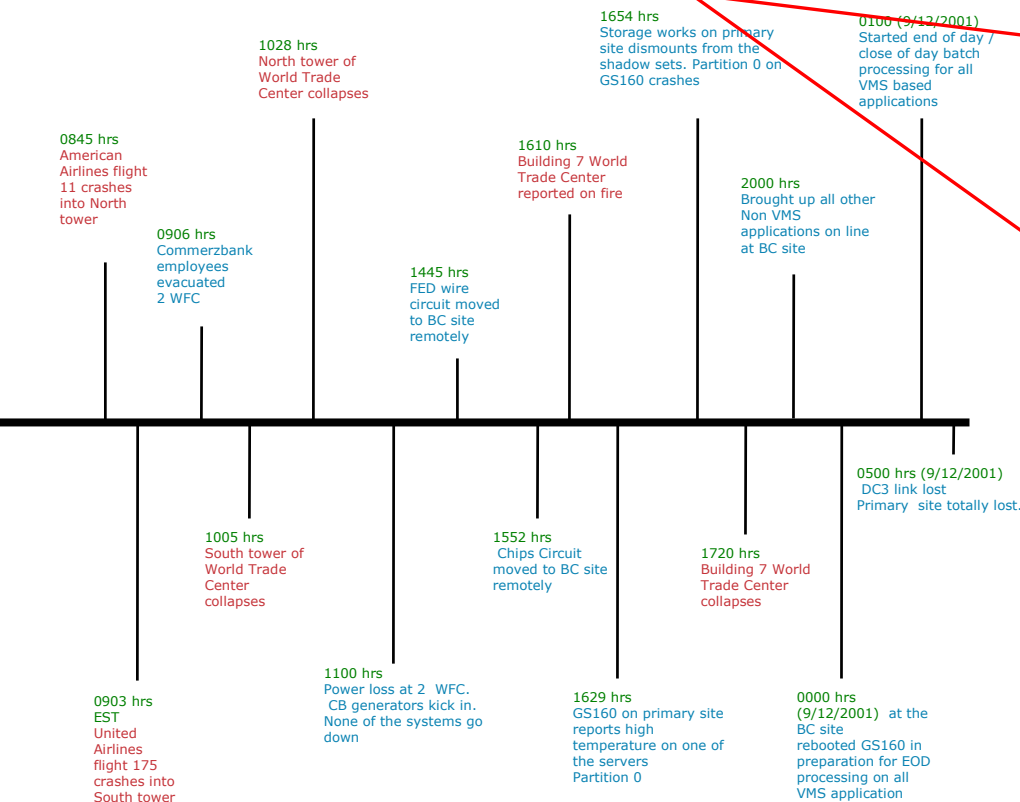 0845 hrs
American
Airlines flight
11 crashes
into North
tower
0903 hrs
EST
United
Airlines
flight 175
crashes into
South tower
0906 hrs
Commerzbank
employees
evacuated
2 WFC
1005 hrs
South tower of
World Trade
Center
collapses
1028 hrs
North tower of
World Trade
Center collapses
1100 hrs
Power loss at 2  WFC.
CB generators kick in.
None of the systems go
down
1445 hrs
FED wire
circuit moved
to BC site
remotely
1552 hrs
Chips Circuit
moved to BC site
remotely
1610 hrs
Building 7 World
Trade Center
reported on fire
1629 hrs
GS160 on primary site
reports high
temperature on one of
the servers
Partition 0
1654 hrs
Storage works on primary
site dismounts from the
shadow sets. Partition 0 on
GS160 crashes
1720 hrs
Building 7 World
Trade Center
collapses
2000 hrs
Brought up all other
Non VMS
applications on line
at BC site
0000 hrs
(9/12/2001)  at the
BC site
rebooted GS160 in
preparation for EOD
processing on all
VMS application
0100 (9/12/2001)
Started end of day /
close of day batch
processing for all
VMS based
applications
0500 hrs (9/12/2001)
DC3 link lost
Primary  site totally lost.